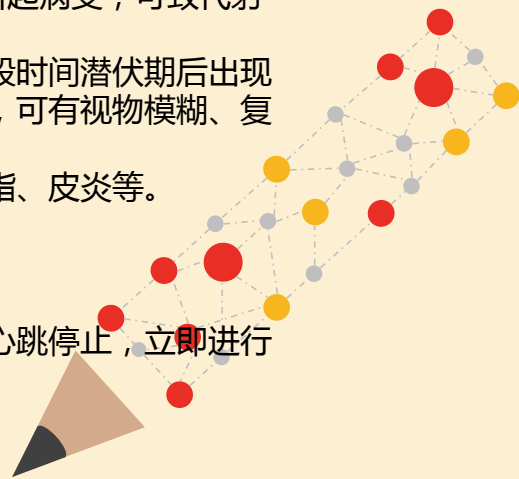 起病变，可致代谢
段时间潜伏期后出现
，可有视物模糊、复
脂、皮炎等。
心跳停止，立即进行